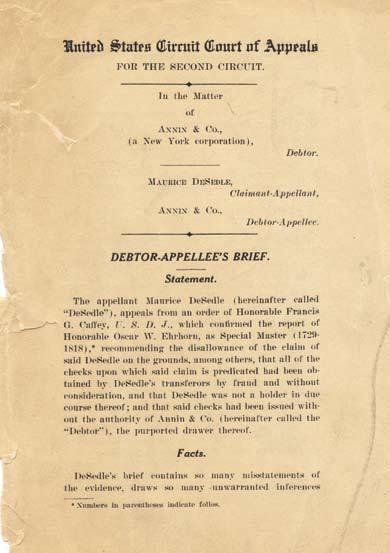 United States Circuit Court of Appeals
FOR THE SECOND CIRCUIT.
In the Matter
of
ANNIN & CO.,
(a New York corporation),
Debtor.
MAURICE DESEDLE,
Claimant-Appellant,
ANNIN & CO.,
Debtor-Appellee.
DEBTOR-APPELLEE'S BRIEF.
Statement.
The appellant Maurice DeSedle (hereinafter called
"DeSedle"), appeals from an order of Honorable Francis
G. Caffey, U. S. D. J., which confirmed the report of
Honorable Oscar W. Ehrhorn, as Special Master (1729-
1818),* recommending the disallowance of the claim of
said DeSedle on the grounds, among others, that all of the
checks upon which said claim is predicated had been ob-
tained by DeSedle's transferors by fraud and without
consideration, and that DeSedle was not a holder in due
course thereof; and that said checks had been issued with-
out the authority of Annin & Co. (hereinafter called the
"Debtor"), the purported drawer thereof.
Facts.
DeSedle's brief contains so many misstatements of
the evidence, draws so many unwarranted inferences
* Numbers in parentheses indicate folios.